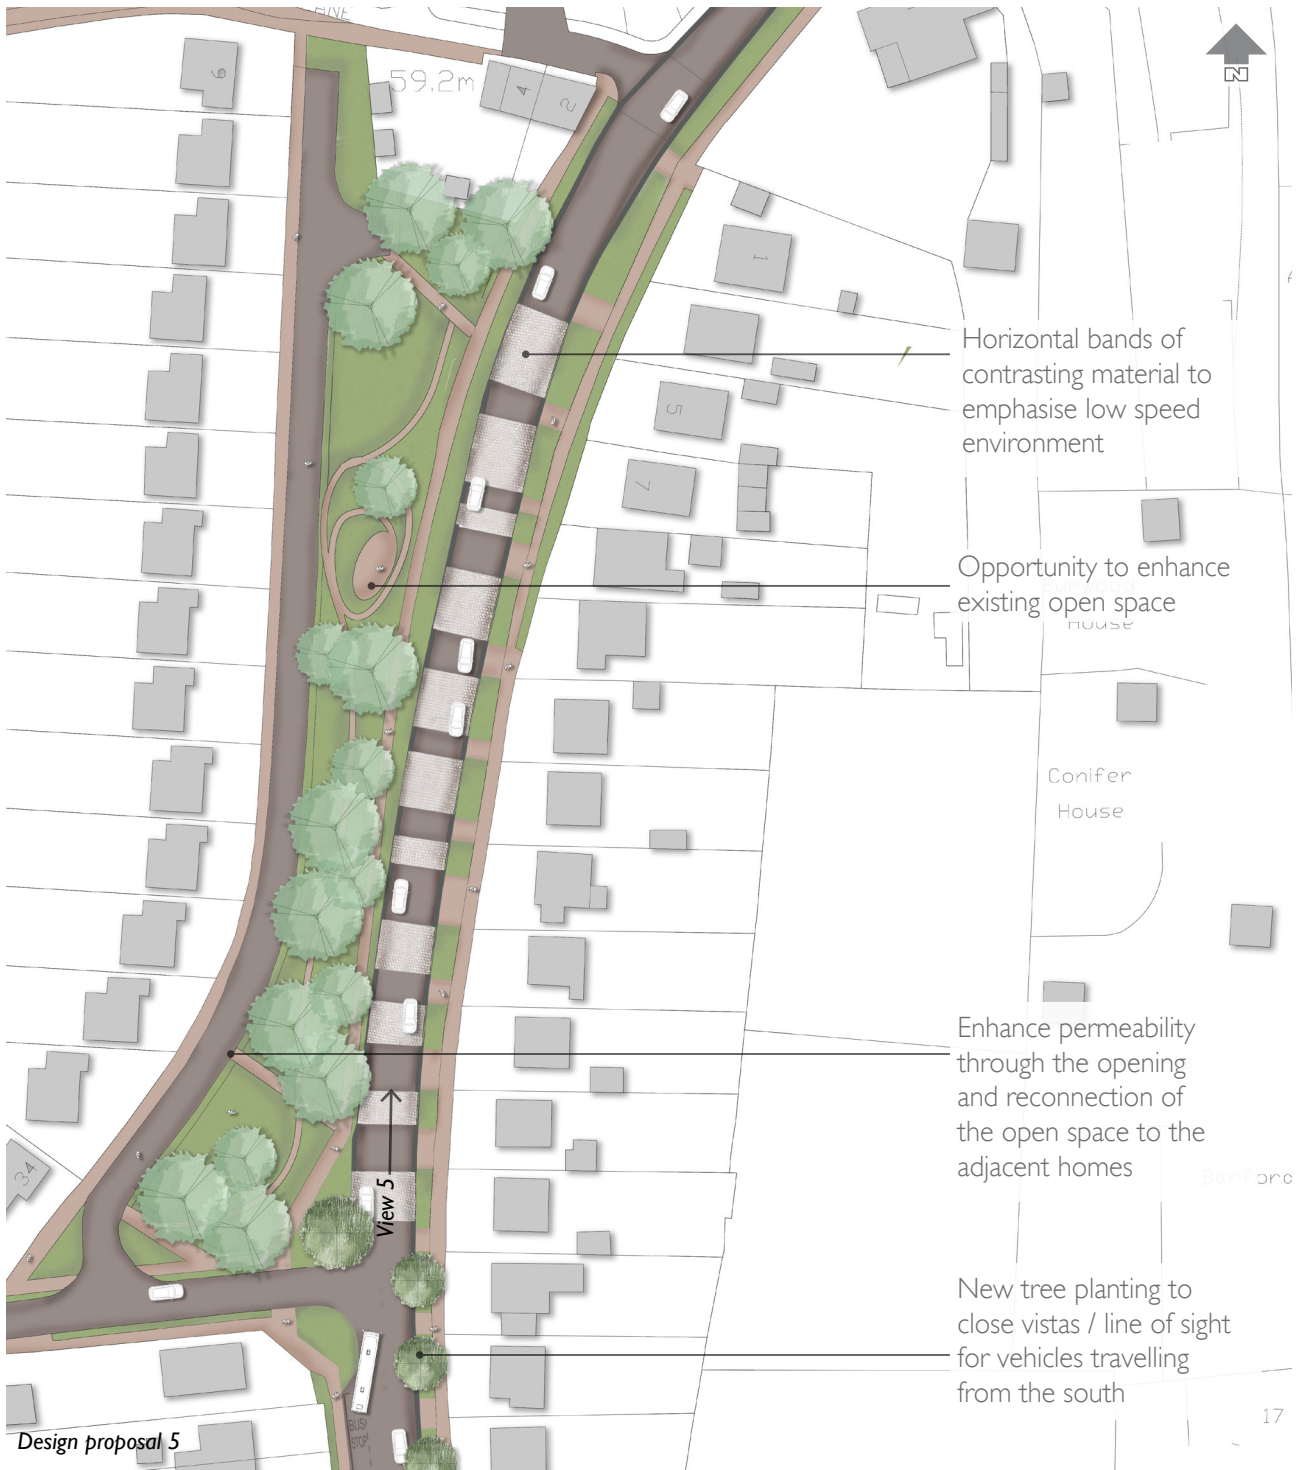 ANE
59.2m
6
4
2
N
1
5
7
Horizontal bands of
contrasting material to
emphasise low speed
environment
Opportunity to enhance
existing open space
House
Conifer
House
Enhance permeability
through the opening
and reconnection of
the open space to the
adjacent homes
34
View 5
New tree planting to
close vistas / line of sight
for vehicles travelling
from the south
BUS
STOP
17
Design proposal 5